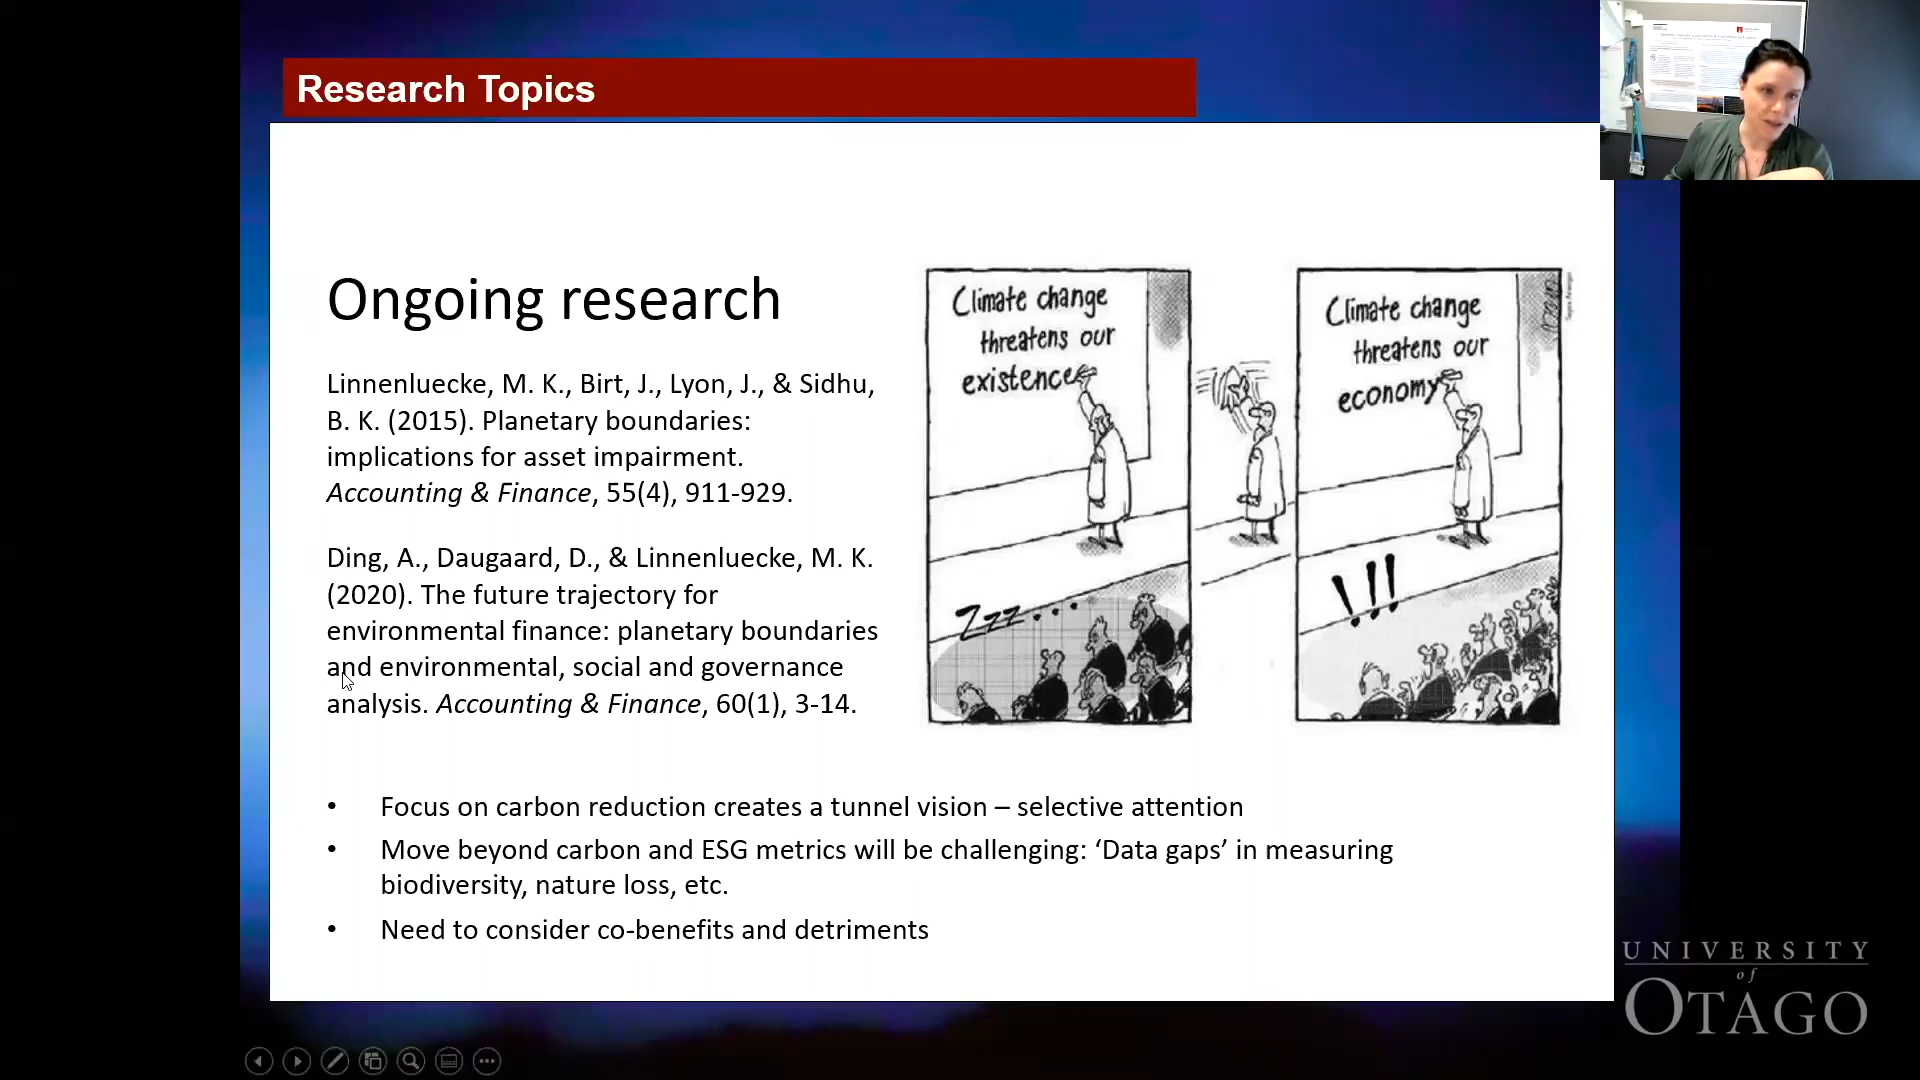 Research Topics
Ongoing research
Linnenluecke, M. K., Birt, J., Lyon, J., & Sidhu,
B. K. (2015). Planetary boundaries:
implications for asset impairment.
Accounting & Finance, 55(4), 911-929.
Ding, A., Daugaard, D., & Linnenluecke, M. K.
(2020). The future trajectory for
environmental finance: planetary boundaries
and environmental, social and governance
analysis. Accounting & Finance, 60(1), 3-14.
Climate change
threatens our
existence
Zzz...
Climate change
threatens our
economy
!!!
• Focus on carbon reduction creates a tunnel vision – selective attention
• Move beyond carbon and ESG metrics will be challenging: ‘Data gaps’ in measuring
biodiversity, nature loss, etc.
• Need to consider co-benefits and detriments
UNIVERSITY
of
OTAGO